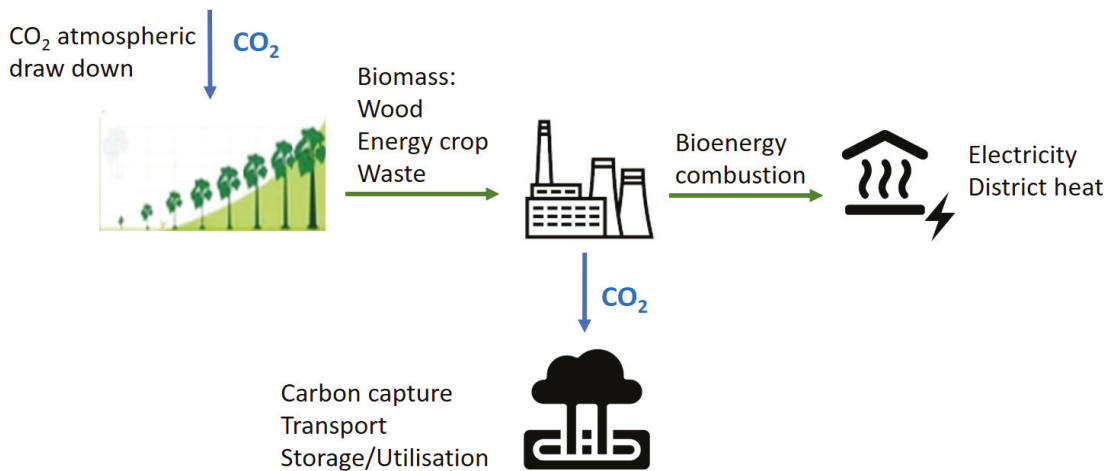 CO₂ atmospheric
draw down
CO₂
Biomass:
Wood
Energy crop
Waste
Bioenergy
combustion
Electricity
District heat
CO₂
Carbon capture
Transport
Storage/Utilisation